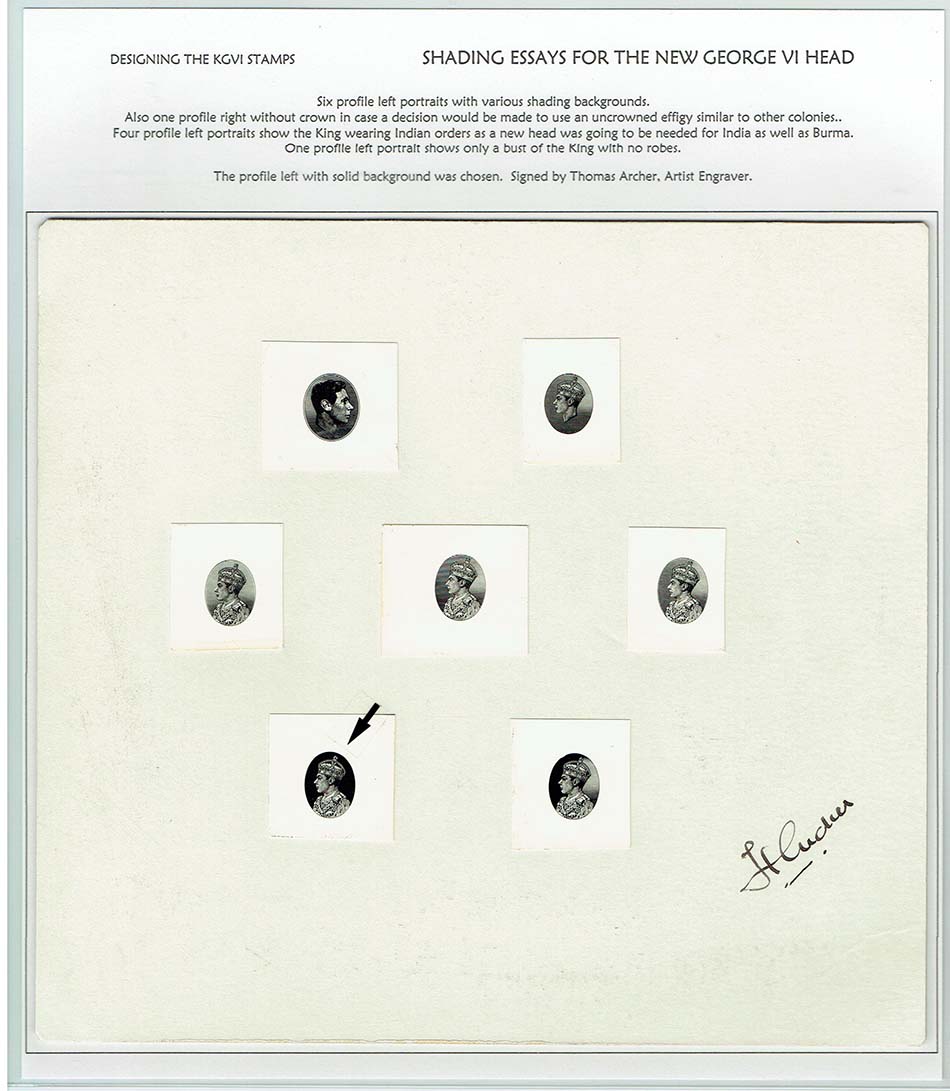 DESIGNING THE KGVI STAMPS
SHADING ESSAYS FOR THE NEW GEORGE VI HEAD
Six profile left portraits with various shading backgrounds.
Also one profile right without crown in case a decision would be made to use an uncrowned effigy similar to other colonies..
Four profile left portraits show the King wearing Indian orders as a new head was going to be needed for India as well as Burma.
One profile left portrait shows only a bust of the King with no robes.
The profile left with solid background was chosen. Signed by Thomas Archer, Artist Engraver.